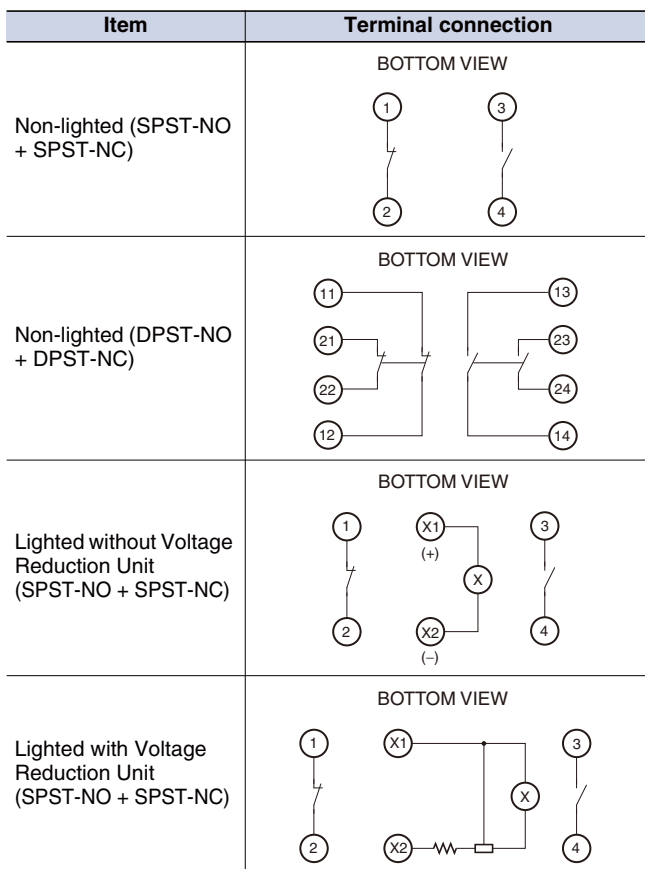 Item Terminal connection
Non-lighted (SPST-NO
+ SPST-NC)
BOTTOM VIEW
1 3
2 4
Non-lighted (DPST-NO
+ DPST-NC)
BOTTOM VIEW
11 13
21 23
22 24
12 14
Lighted without Voltage
Reduction Unit
(SPST-NO + SPST-NC)
BOTTOM VIEW
1 X1 3
(+)
X
2 X2 4
(−)
Lighted with Voltage
Reduction Unit
(SPST-NO + SPST-NC)
BOTTOM VIEW
1 X1 3
X
2 X2 4